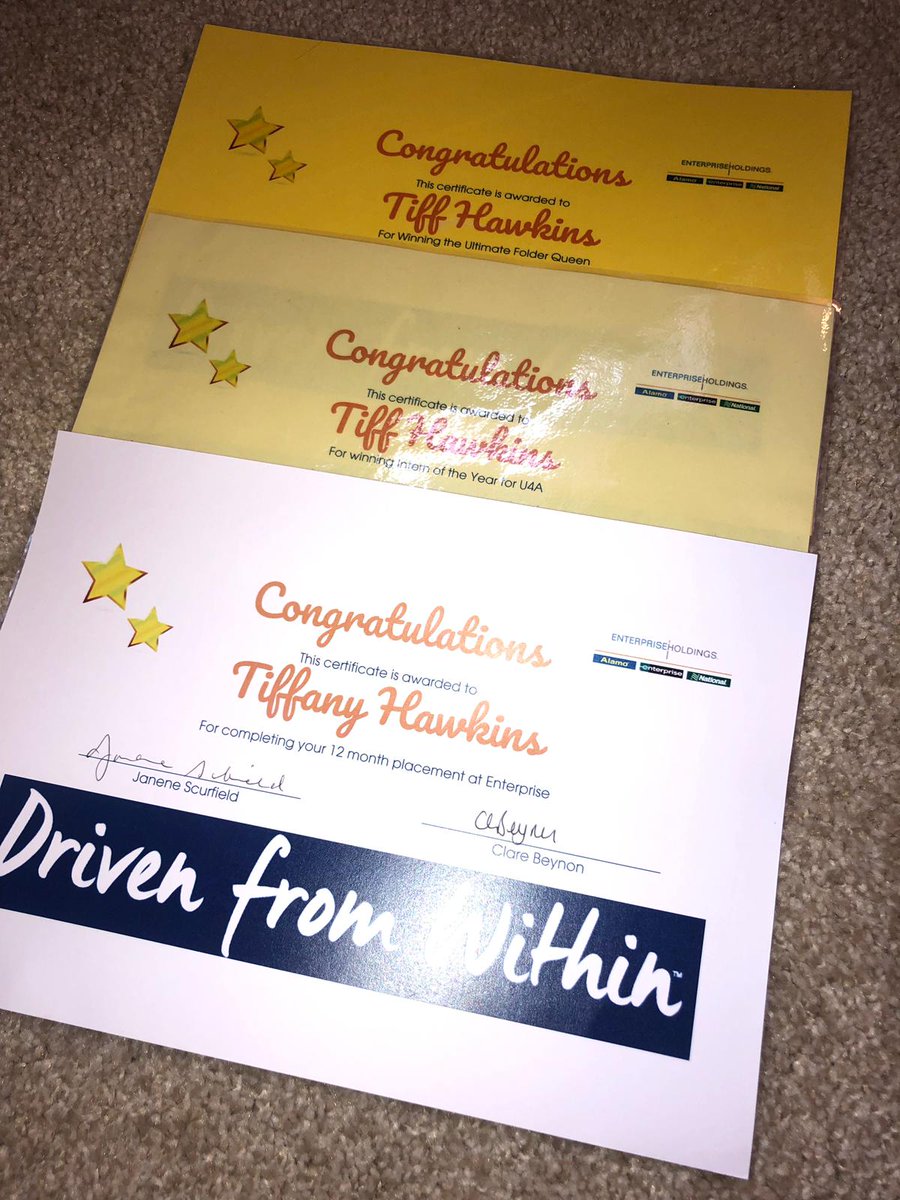 Congratulations
ENTERPRISE HOLDINGS.
Alamo enterprise National
This certificate is awarded to
Tiff Hawkins
For Winning the Ultimate Folder Queen
Congratulations
ENTERPRISE HOLDINGS.
Alamo enterprise National
This certificate is awarded to
Tiff Hawkins
For winning Intern of the Year for U4A
Congratulations
ENTERPRISE HOLDINGS.
Alamo enterprise National
This certificate is awarded to
Tiffany Hawkins
For completing your 12 month placement at Enterprise
Janene Scurfield
CBeynon
Clare Beynon
Driven from Within™